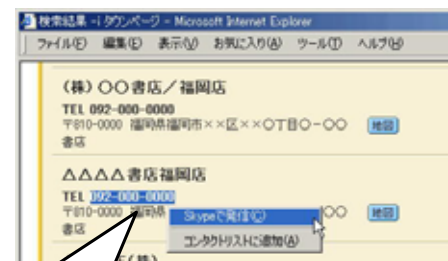 検索結果 - i タウンページ - Microsoft Internet Explorer
ファイル(F) 編集(E) 表示(V) お気に入り(A) ツール(T) ヘルプ(H)
(株)○○書店／福岡店
TEL 092-000-0000
〒810-0000 福岡県福岡市××区××○丁目○-○○ 地図
書店
△△△△書店福岡店
TEL 092-000-0000
〒810-0000 福岡県 ○○ 地図
書店
Skypeで発信(C)
コンタクトリストに追加(A)
(株)